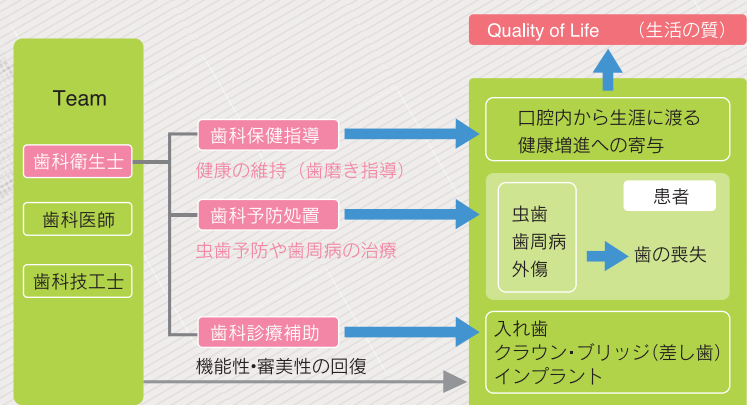 Quality of Life （生活の質）
Team
歯科衛生士
歯科医師
歯科技工士
歯科保健指導
健康の維持（歯磨き指導）
歯科予防処置
虫歯予防や歯周病の治療
歯科診療補助
機能性・審美性の回復
口腔内から生涯に渡る
健康増進への寄与
患者
虫歯
歯周病
外傷
歯の喪失
入れ歯
クラウン・ブリッジ（差し歯）
インプラント